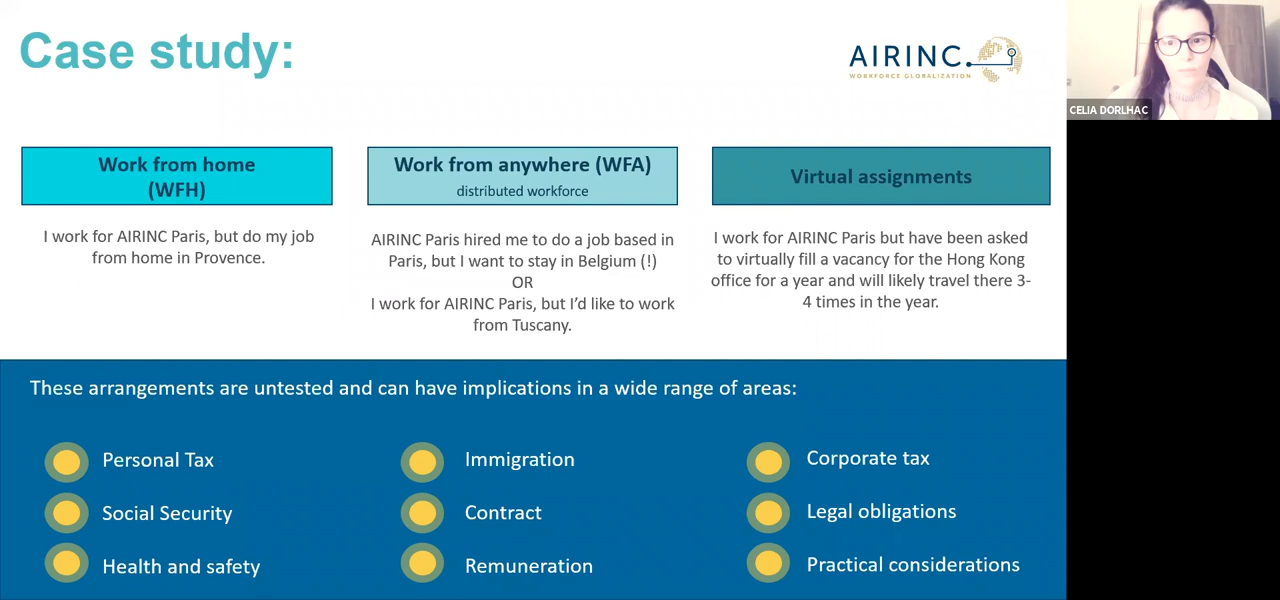 Case study:
AIRINC.
WORKFORCE GLOBALIZATION
CELIA DORLHAC
Work from home
(WFH)
I work for AIRINC Paris, but do my job
from home in Provence.
Work from anywhere (WFA)
distributed workforce
AIRINC Paris hired me to do a job based in
Paris, but I want to stay in Belgium (!)
OR
I work for AIRINC Paris, but I'd like to work
from Tuscany.
Virtual assignments
I work for AIRINC Paris but have been asked
to virtually fill a vacancy for the Hong Kong
office for a year and will likely travel there 3-
4 times in the year.
These arrangements are untested and can have implications in a wide range of areas:
Personal Tax
Social Security
Health and safety
Immigration
Contract
Remuneration
Corporate tax
Legal obligations
Practical considerations